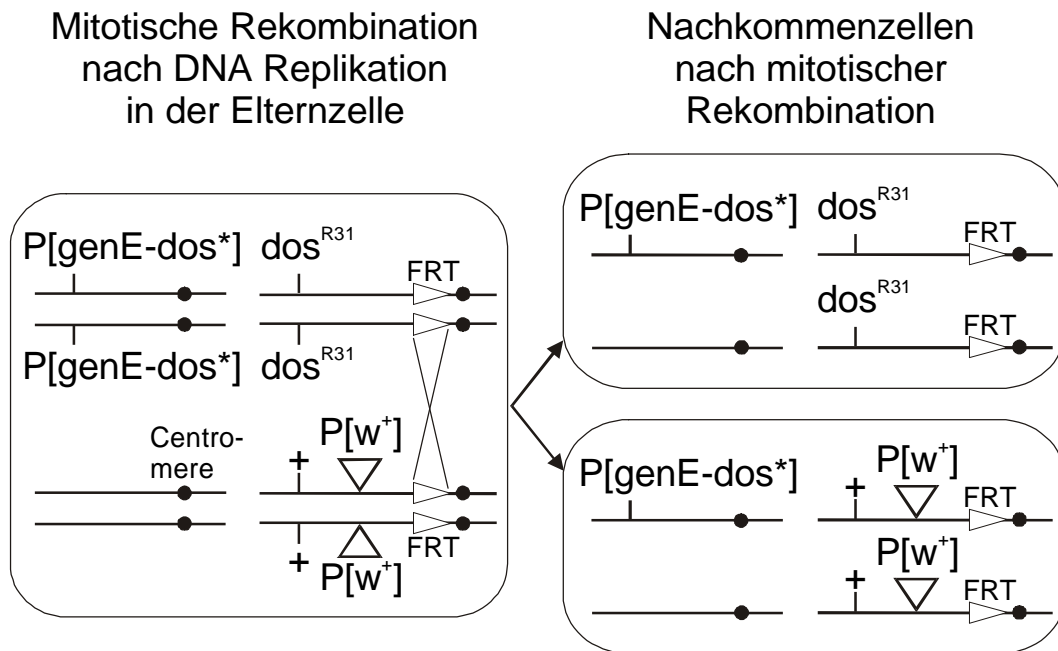 Mitotische Rekombination
nach DNA Replikation
in der Elternzelle
Nachkommenzellen
nach mitotischer
Rekombination
P[genE-dos*] dos^R31
FRT
P[genE-dos*] dos^R31
Centro-
mere
P[w⁺]
+
+
FRT
P[w⁺]
P[genE-dos*] dos^R31
FRT
dos^R31
FRT
P[genE-dos*]
P[w⁺]
+
FRT
P[w⁺]
+
FRT